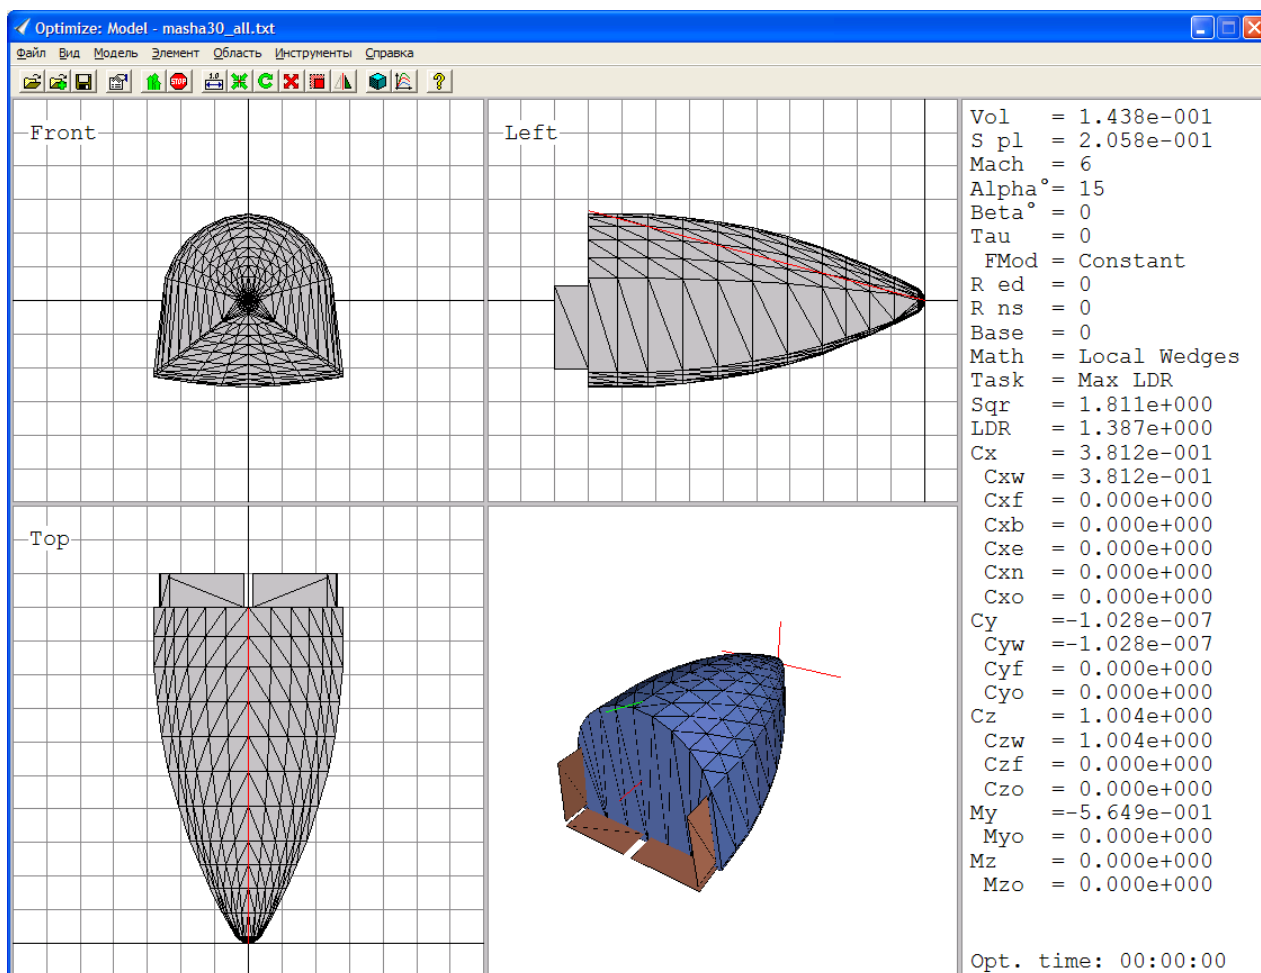 Optimize: Model - masha30_all.txt
Файл Вид Модель Элемент Область Инструменты Справка
STOP 1.0 ?
Front
Left
Top
Vol = 1.438e-001
S pl = 2.058e-001
Mach = 6
Alpha°= 15
Beta° = 0
Tau = 0
FMod = Constant
R ed = 0
R ns = 0
Base = 0
Math = Local Wedges
Task = Max LDR
Sqr = 1.811e+000
LDR = 1.387e+000
Cx = 3.812e-001
Cxw = 3.812e-001
Cxf = 0.000e+000
Cxb = 0.000e+000
Cxe = 0.000e+000
Cxn = 0.000e+000
Cxo = 0.000e+000
Cy =-1.028e-007
Cyw =-1.028e-007
Cyf = 0.000e+000
Cyo = 0.000e+000
Cz = 1.004e+000
Czw = 1.004e+000
Czf = 0.000e+000
Czo = 0.000e+000
My =-5.649e-001
Myo = 0.000e+000
Mz = 0.000e+000
Mzo = 0.000e+000
Opt. time: 00:00:00